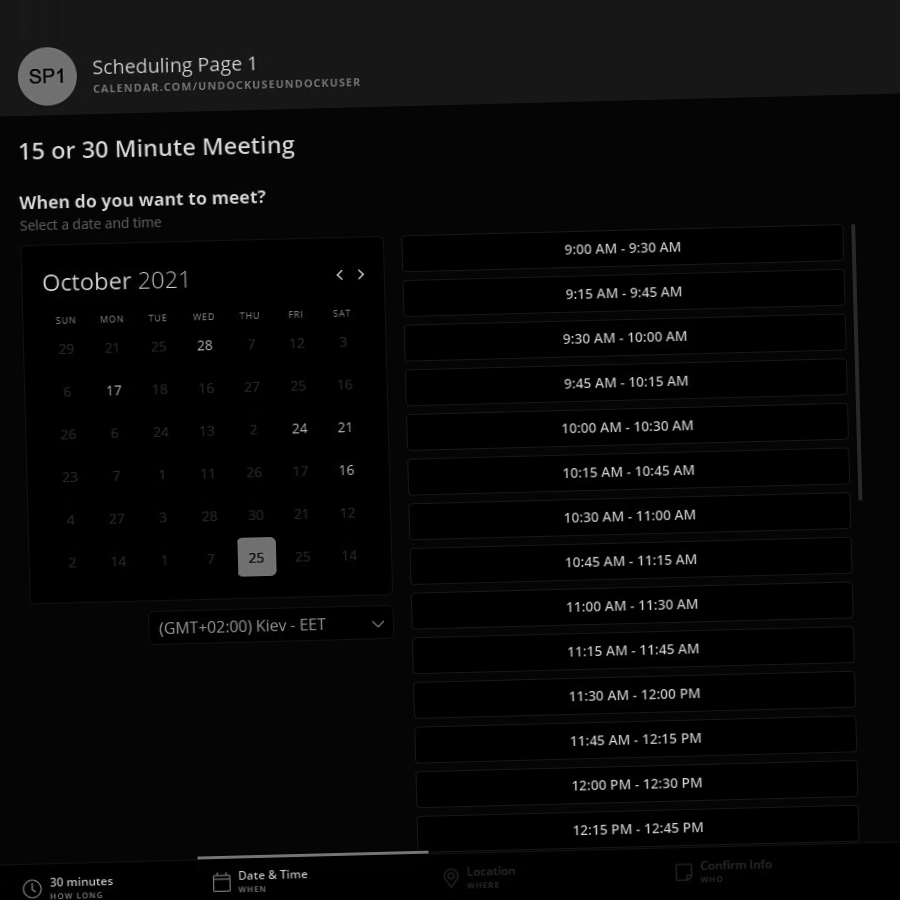 SP1
Scheduling Page 1
CALENDAR.COM/UNDOCKUSEUNDOCKUSER
15 or 30 Minute Meeting
When do you want to meet?
Select a date and time
October 2021
SUN MON TUE WED THU FRI SAT
29 21 25 28 7 12 3
6 17 18 16 27 25 16
26 6 24 13 2 24 21
23 7 1 11 26 17 16
4 27 3 28 30 21 12
2 14 1 7 25 25 14
(GMT+02:00) Kiev - EET
9:00 AM - 9:30 AM
9:15 AM - 9:45 AM
9:30 AM - 10:00 AM
9:45 AM - 10:15 AM
10:00 AM - 10:30 AM
10:15 AM - 10:45 AM
10:30 AM - 11:00 AM
10:45 AM - 11:15 AM
11:00 AM - 11:30 AM
11:15 AM - 11:45 AM
11:30 AM - 12:00 PM
11:45 AM - 12:15 PM
12:00 PM - 12:30 PM
12:15 PM - 12:45 PM
30 minutes
HOW LONG
Date & Time
WHEN
Location
WHERE
Confirm Info
WHO